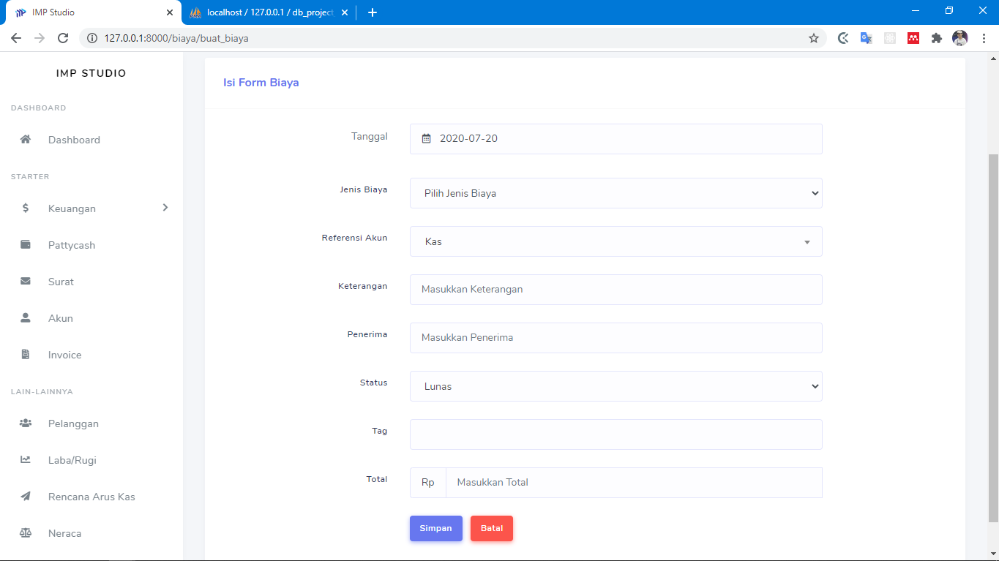 IMP Studio
localhost / 127.0.0.1 / db_project
127.0.0.1:8000/biaya/buat_biaya
IMP STUDIO
DASHBOARD
Dashboard
STARTER
Keuangan
Pattycash
Surat
Akun
Invoice
LAIN-LAINNYA
Pelanggan
Laba/Rugi
Rencana Arus Kas
Neraca
Isi Form Biaya
Tanggal
2020-07-20
Jenis Biaya
Pilih Jenis Biaya
Referensi Akun
Kas
Keterangan
Masukkan Keterangan
Penerima
Masukkan Penerima
Status
Lunas
Tag
Total
Rp
Masukkan Total
Simpan
Batal